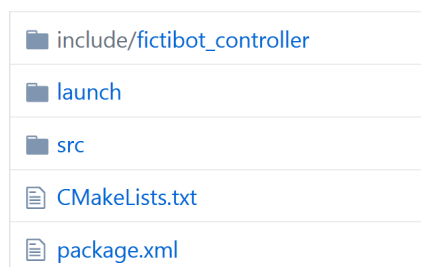 include/fictibot_controller
launch
src
CMakeLists.txt
package.xml